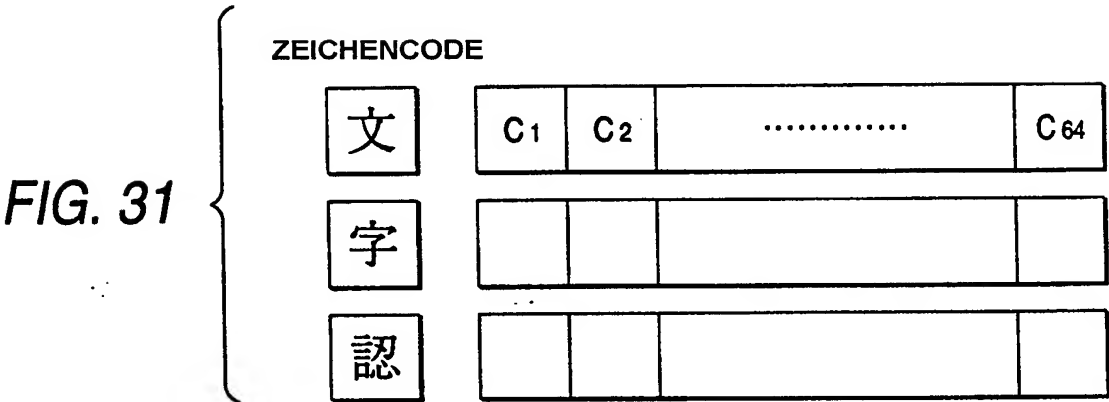 ZEICHENCODE
文 C1 C2 ............. C64
FIG. 31
字
認